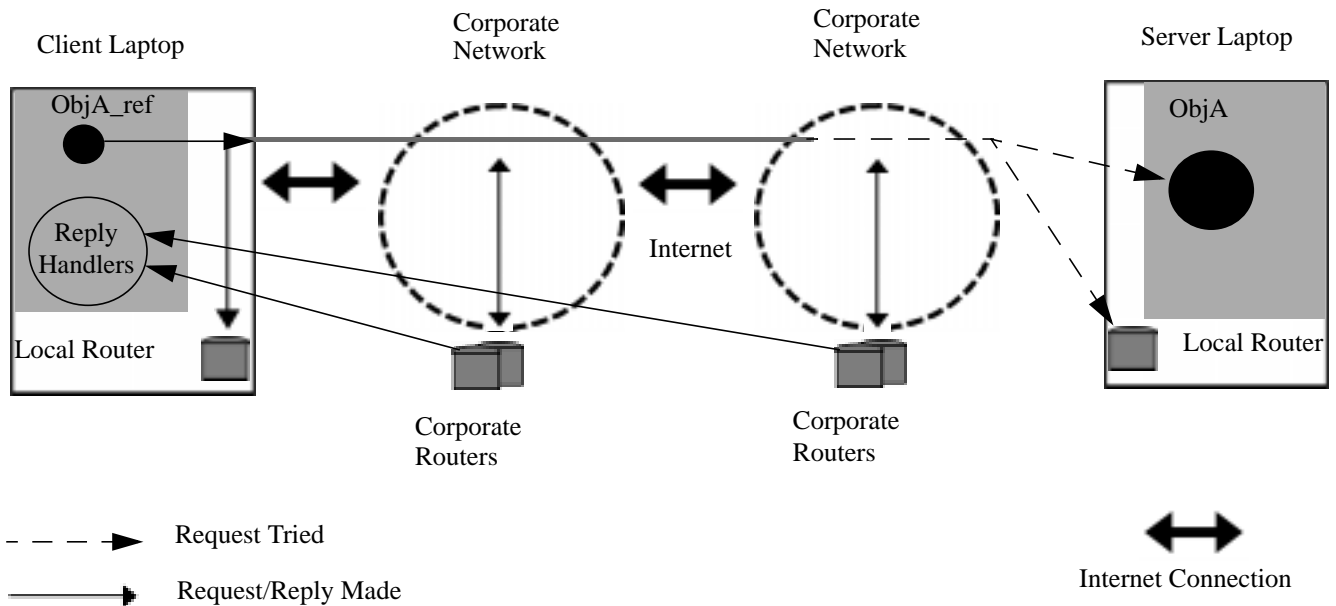 Client Laptop
Corporate
Network
Corporate
Network
Server Laptop
ObjA_ref
ObjA
Reply
Handlers
Internet
Local Router
Local Router
Corporate
Routers
Corporate
Routers
Request Tried
Request/Reply Made
Internet Connection